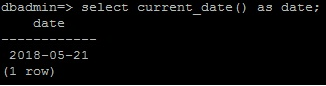 dbadmin=> select current_date() as date;
date
------------
2018-05-21
(1 row)